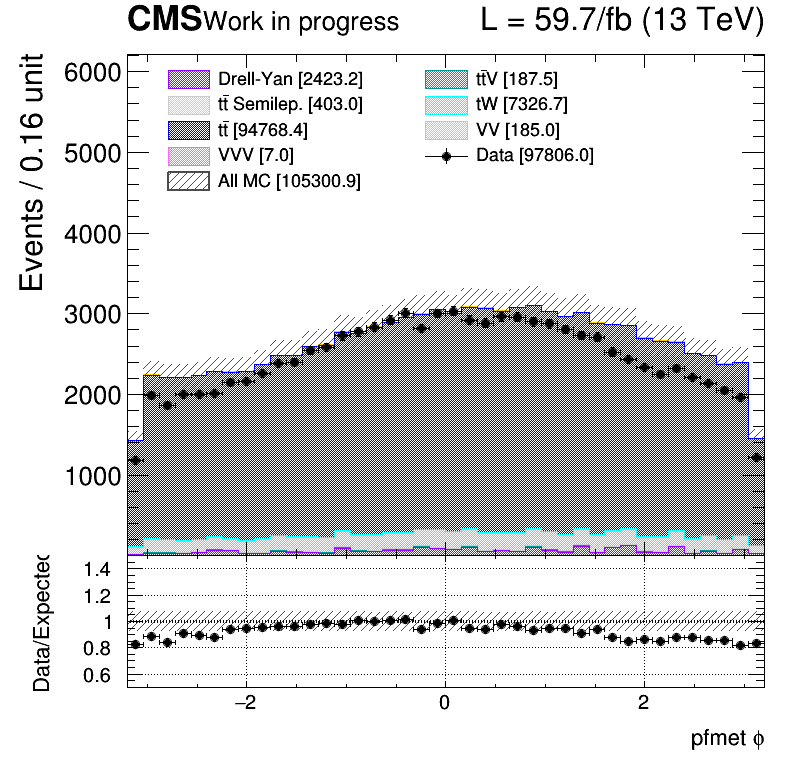 CMS Work in progress L = 59.7/fb (13 TeV)
Events / 0.16 unit
6000
5000
4000
3000
2000
1000
Drell-Yan [2423.2]
tt̄ Semilep. [403.0]
tt̄ [94768.4]
VVV [7.0]
All MC [105300.9]
tt̄V [187.5]
tW [7326.7]
VV [185.0]
Data [97806.0]
Data/Expected
1.4
1.2
1
0.8
0.6
−2 0 2
pfmet ϕ